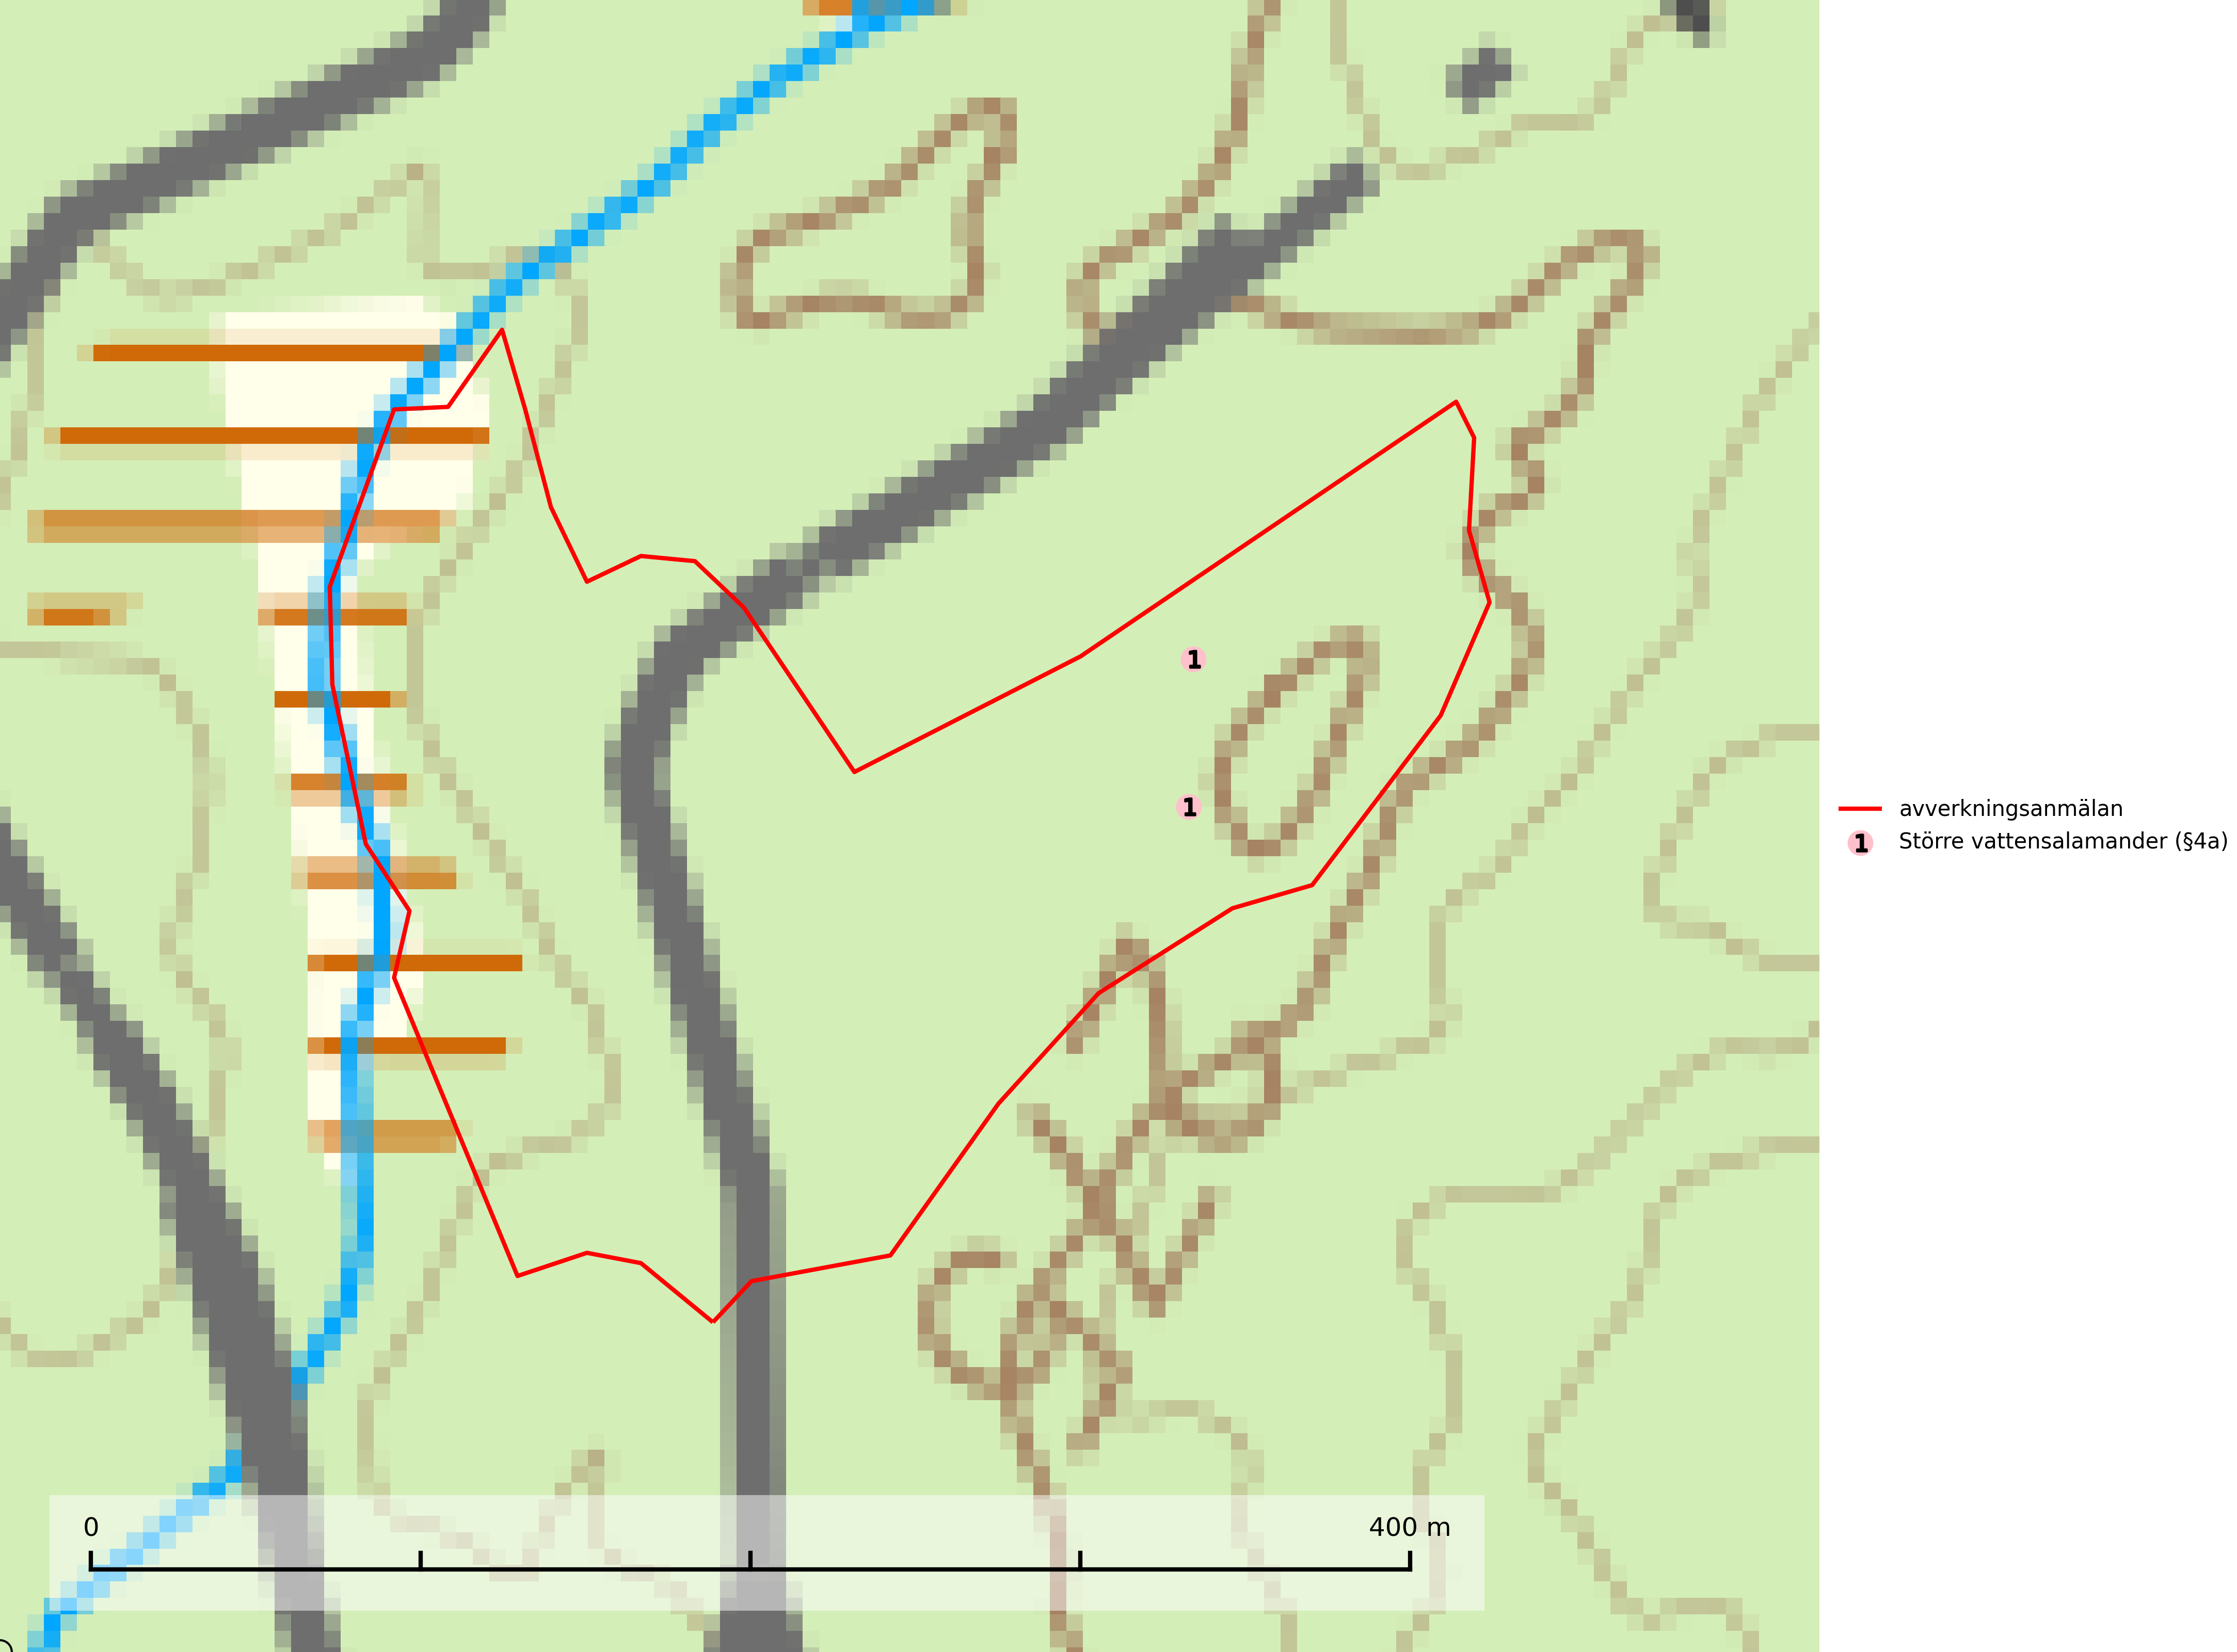 1
1
avverkningsanmälan
1 Större vattensalamander (§4a)
0 400 m